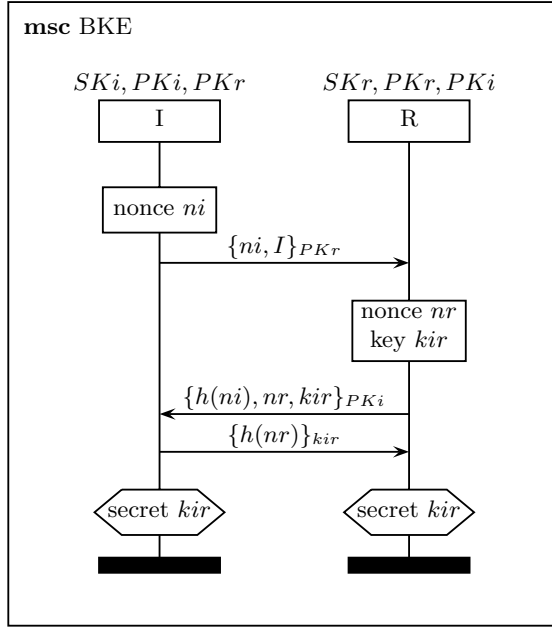 msc BKE
SKi, PKi, PKr
SKr, PKr, PKi
I
R
nonce ni
{ni, I}PKr
nonce nr
key kir
{h(ni), nr, kir}PKi
{h(nr)}kir
secret kir
secret kir